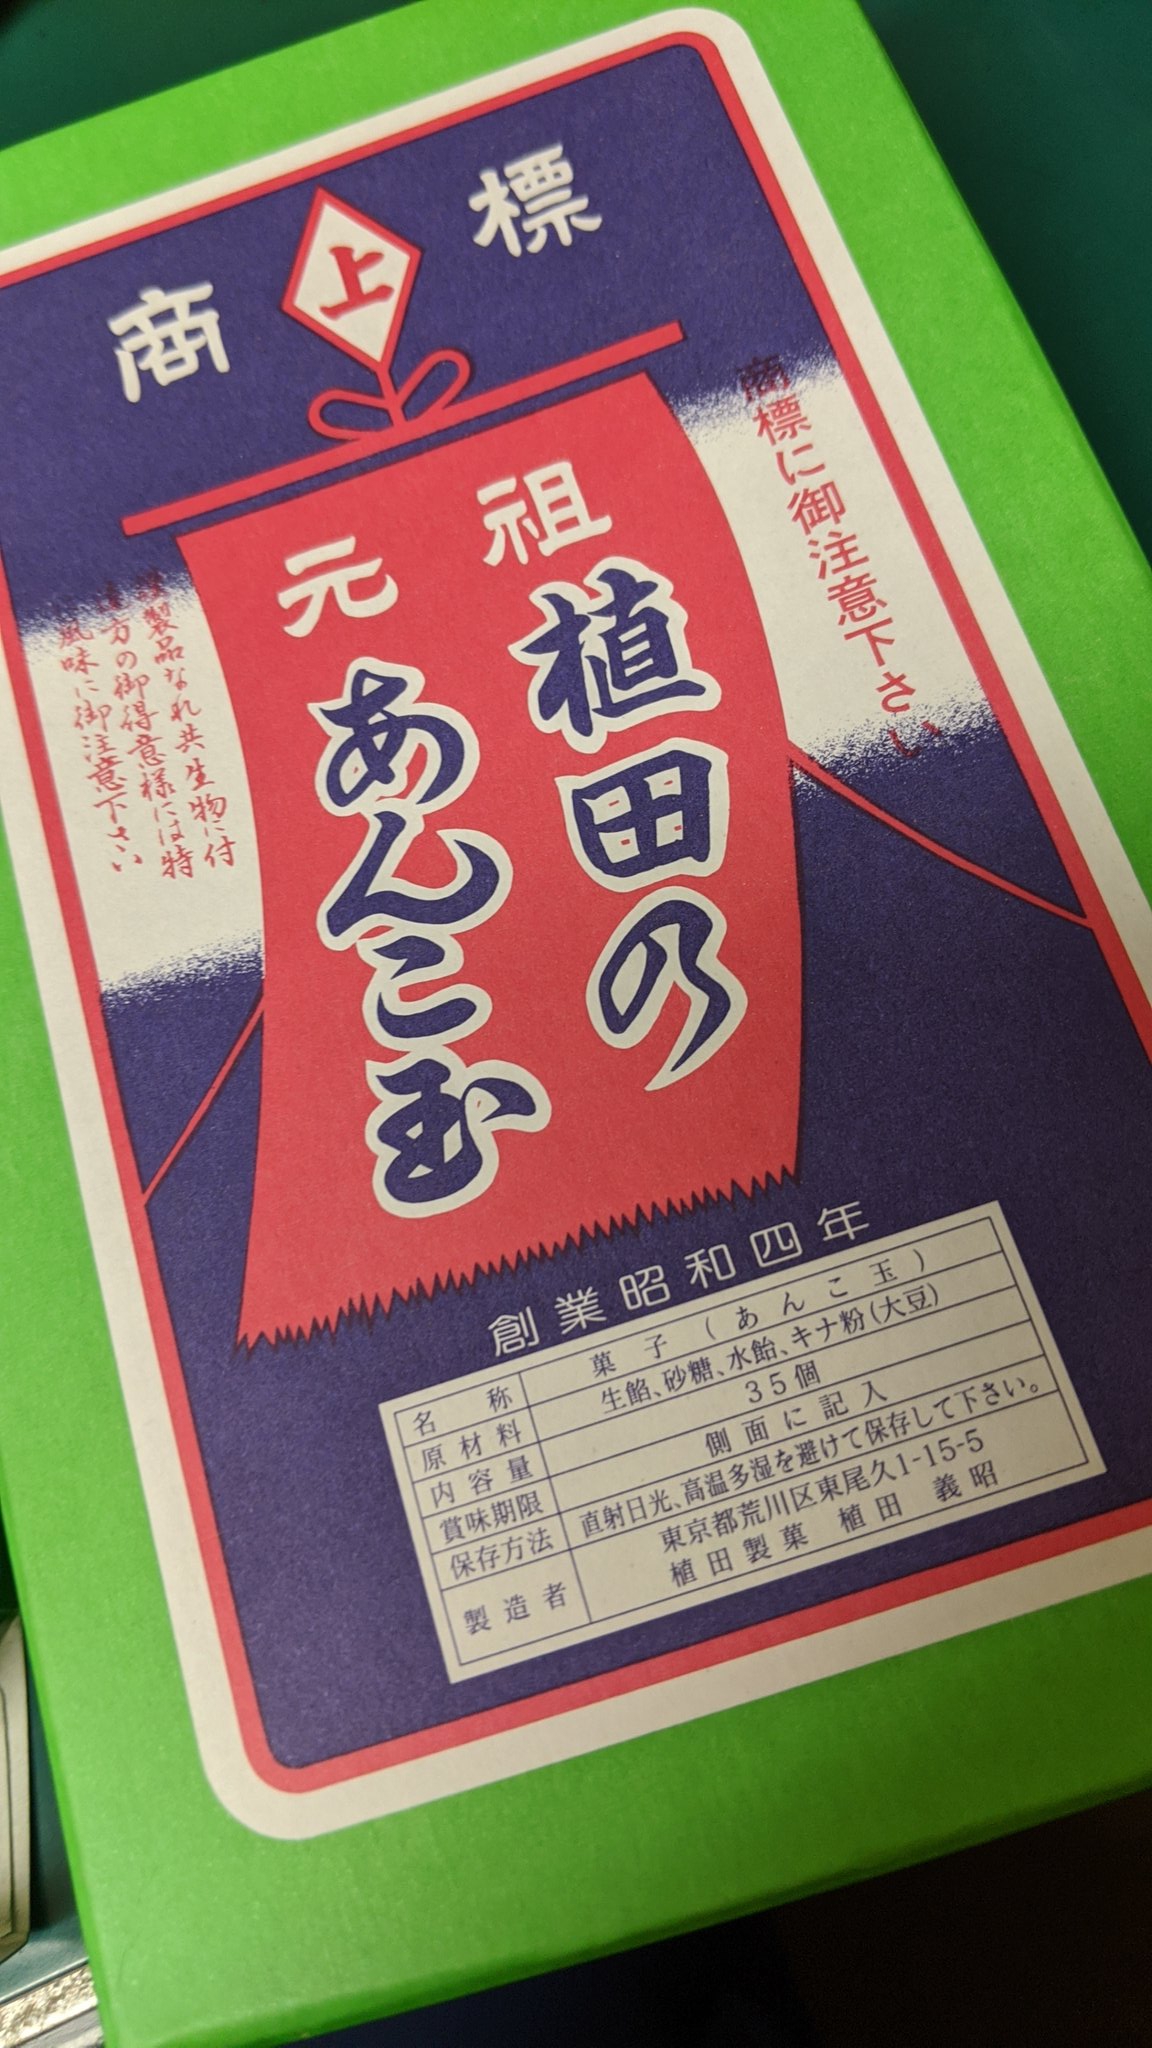 商標
上
元祖
植田の
あんこ玉
商標に御注意下さい
製品なれ共生物に付
方の御得意様には特
風味に御注意下さい
創業昭和四年
名称 菓子(あんこ玉)
原材料 生餡、砂糖、水飴、キナ粉(大豆)
内容量 35個
賞味期限 側面に記入
保存方法 直射日光、高温多湿を避けて保存して下さい。
製造者 東京都荒川区東尾久1-15-5
植田製菓 植田 義昭